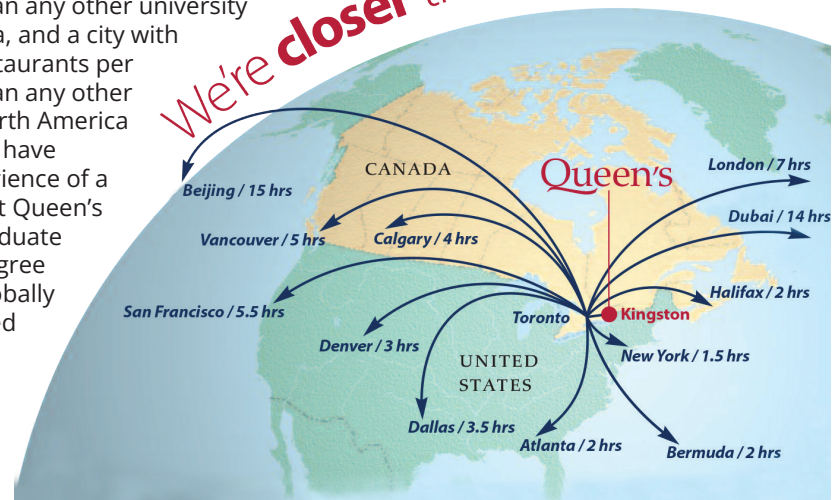 an any other university
a, and a city with
taurants per
an any other
rth America
have
rience of a
t Queen's
duate
gree
obally
ed
We're closer
CANADA
Queen's
London / 7 hrs
Beijing / 15 hrs
Dubai / 14 hrs
Vancouver / 5 hrs
Calgary / 4 hrs
Halifax / 2 hrs
San Francisco / 5.5 hrs
Toronto
Kingston
Denver / 3 hrs
New York / 1.5 hrs
UNITED
STATES
Dallas / 3.5 hrs
Atlanta / 2 hrs
Bermuda / 2 hrs